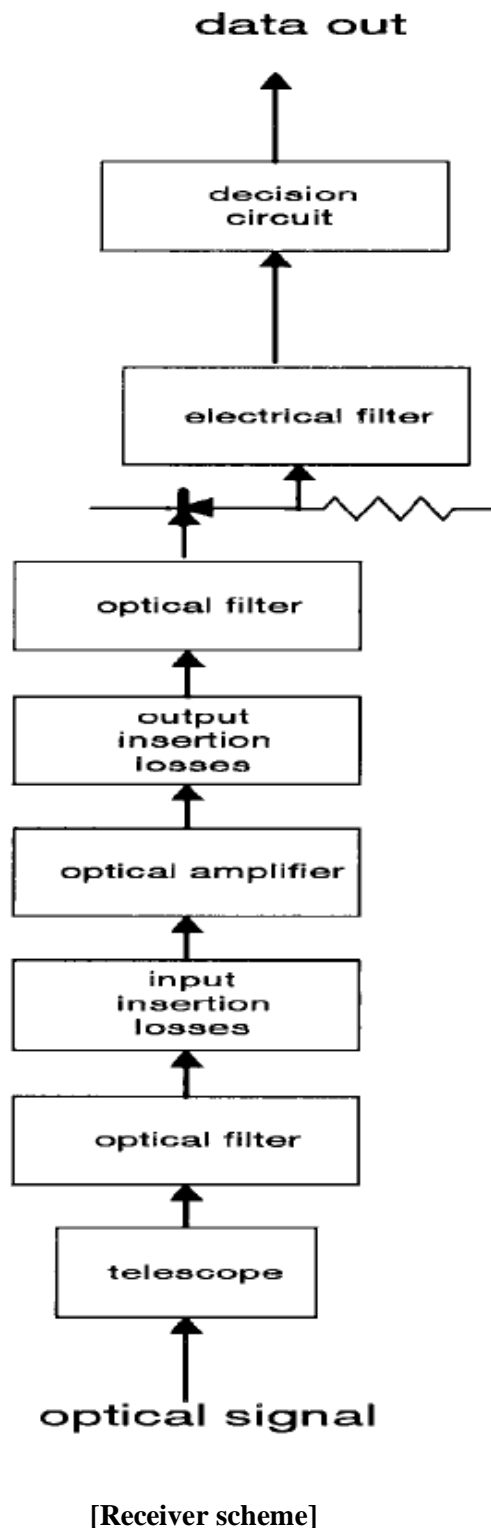 data out
decision
circuit
electrical filter
optical filter
output
insertion
losses
optical amplifier
input
insertion
losses
optical filter
telescope
optical signal
[Receiver scheme]